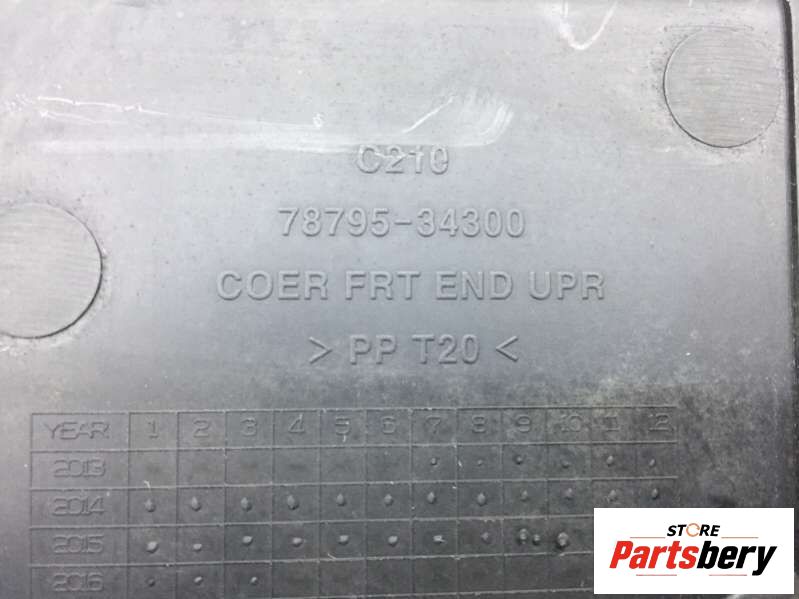 C210
78795-34300
COER FRT END UPR
> PP T20 <
YEAR 1 2 3 4 5 6 7 8 9 10 11 12
2013
2014
2015
2016
STORE
Partsbery